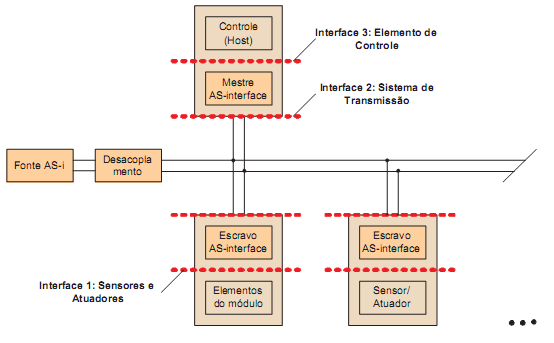 Controle
(Host)
Interface 3: Elemento de
Controle
Mestre
AS-interface
Interface 2: Sistema de
Transmissão
Fonte AS-i
Desacopla
mento
Escravo
AS-interface
Escravo
AS-interface
Interface 1: Sensores e
Atuadores
Elementos
do módulo
Sensor/
Atuador